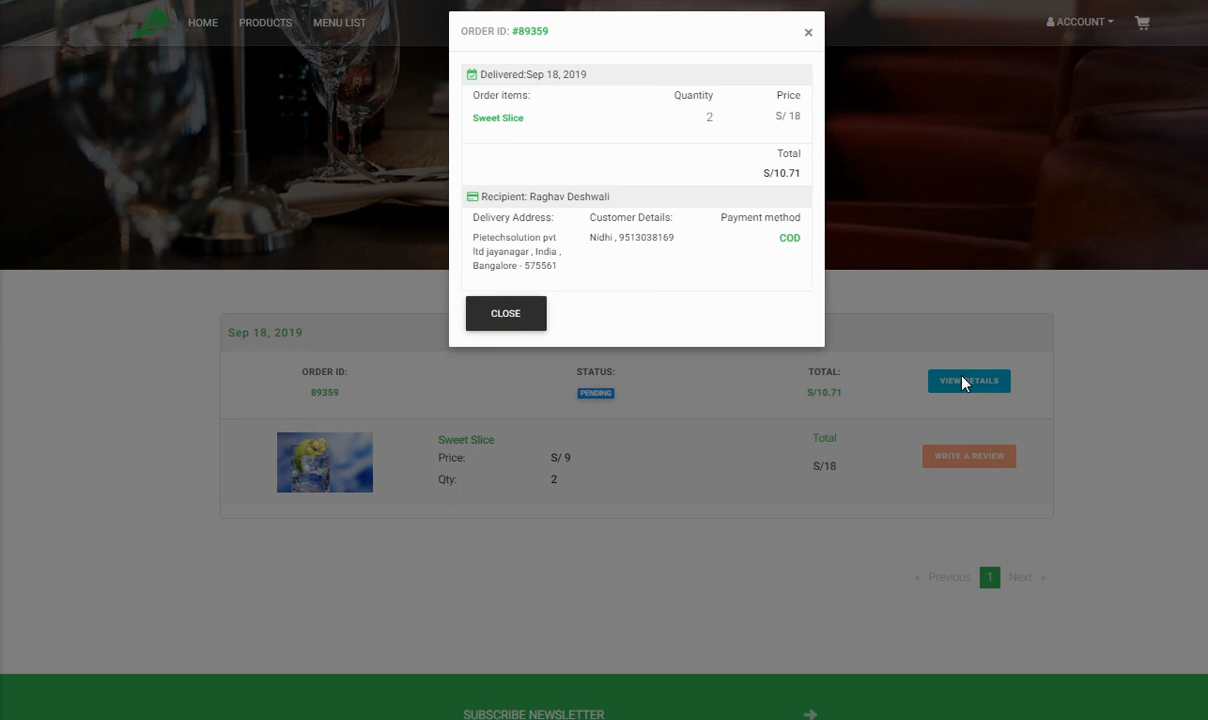 HOME PRODUCTS MENU LIST ACCOUNT
ORDER ID: #89359 ×
Delivered:Sep 18, 2019
Order items: Quantity Price
Sweet Slice 2 S/ 18
Total
S/10.71
Recipient: Raghav Deshwali
Delivery Address: Customer Details: Payment method
Pietechsolution pvt Nidhi , 9513038169 COD
ltd jayanagar , India ,
Bangalore - 575561
CLOSE
Sep 18, 2019
ORDER ID: STATUS: TOTAL: VIEW DETAILS
89359 PENDING S/10.71
Sweet Slice Total
Price: S/ 9 S/18 WRITE A REVIEW
Qty: 2
« Previous 1 Next »
SUBSCRIBE NEWSLETTER